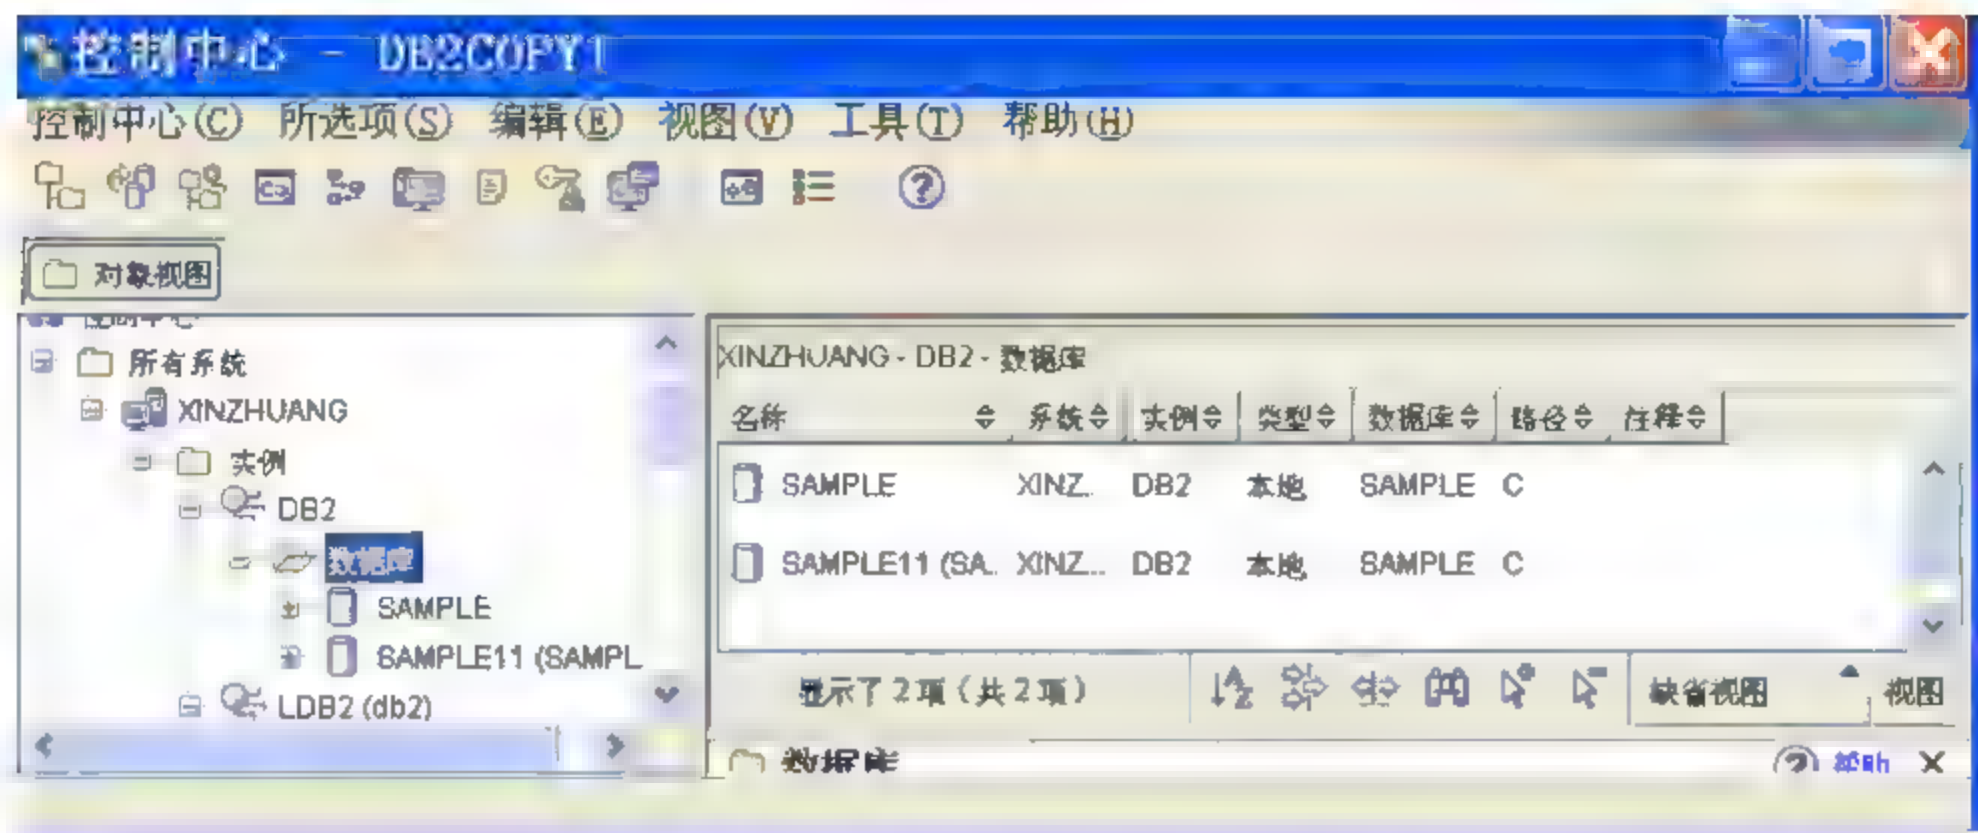 控制中心 - DB2COPY1
控制中心(C) 所选项(S) 编辑(E) 视图(V) 工具(T) 帮助(H)
对象视图
控制中心
所有系统
XINZHUANG
实例
DB2
数据库
SAMPLE
SAMPLE11 (SAMPL
LDB2 (db2)
XINZHUANG - DB2 - 数据库
名称 系统 实例 类型 数据库 路径 注释
SAMPLE XINZ.. DB2 本地 SAMPLE C
SAMPLE11 (SA.. XINZ... DB2 本地 SAMPLE C
显示了 2 项 (共 2 项) 缺省视图 视图
数据库 帮助